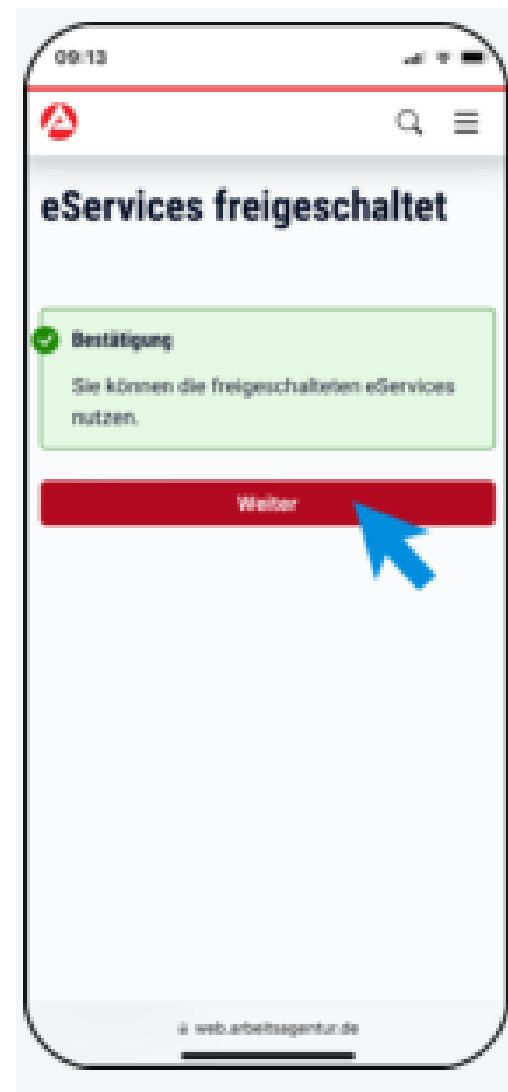 09:13
eServices freigeschaltet
Bestätigung
Sie können die freigeschalteten eServices
nutzen.
Weiter
web.arbeitsagentur.de